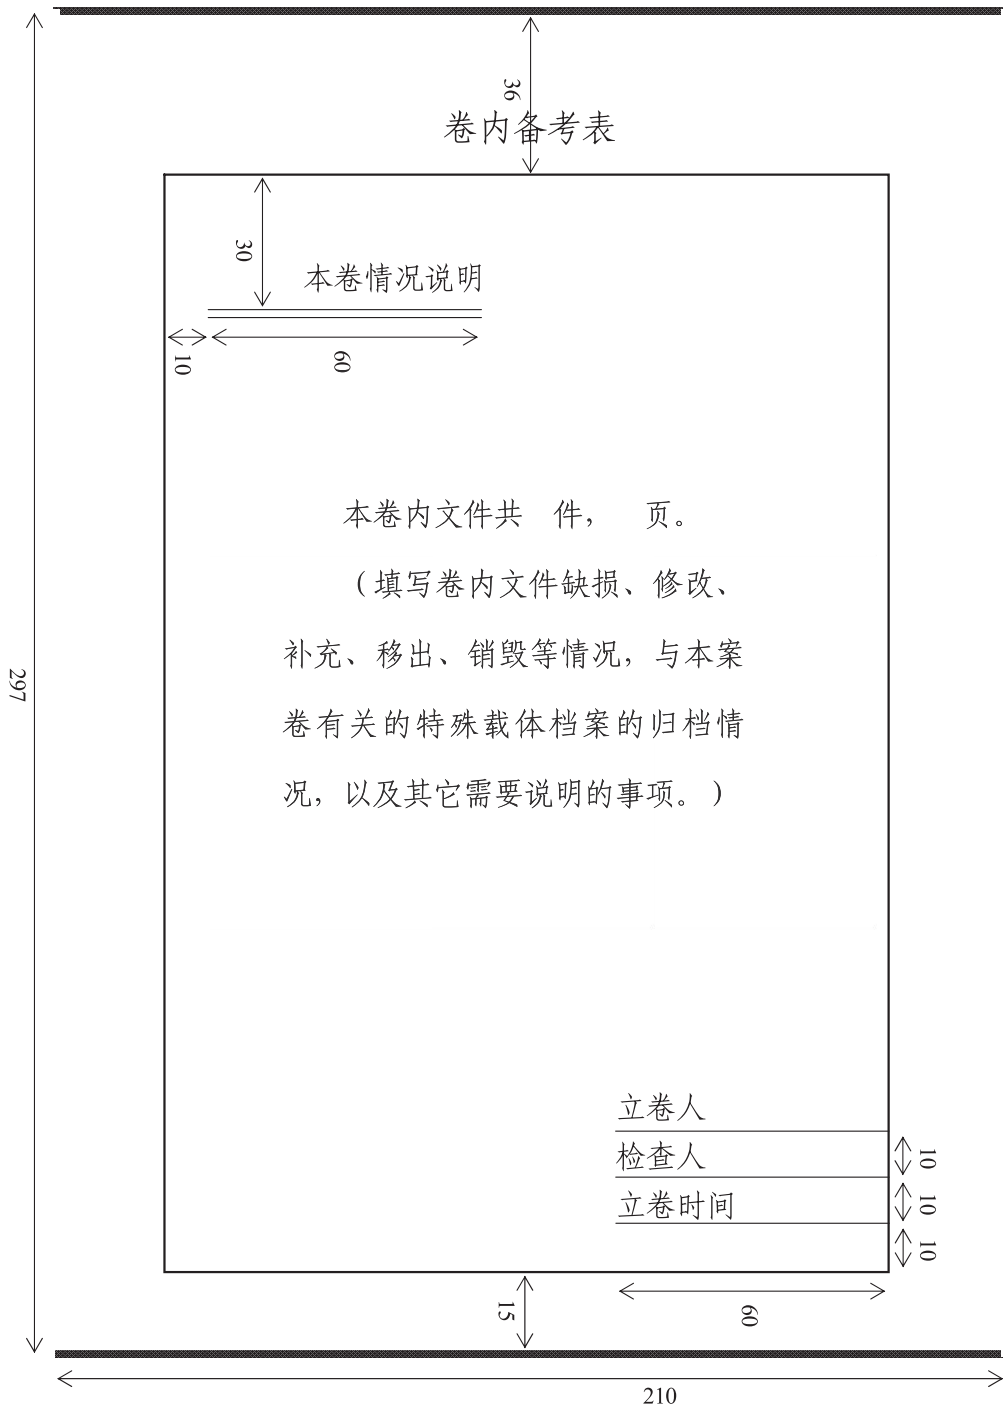 36
卷内备考表
30
本卷情况说明
10
60
本卷内文件共 件， 页。
（填写卷内文件缺损、修改、
补充、移出、销毁等情况，与本案
卷有关的特殊载体档案的归档情
况，以及其它需要说明的事项。）
297
立卷人
检查人
10
立卷时间
10
10
15
60
210